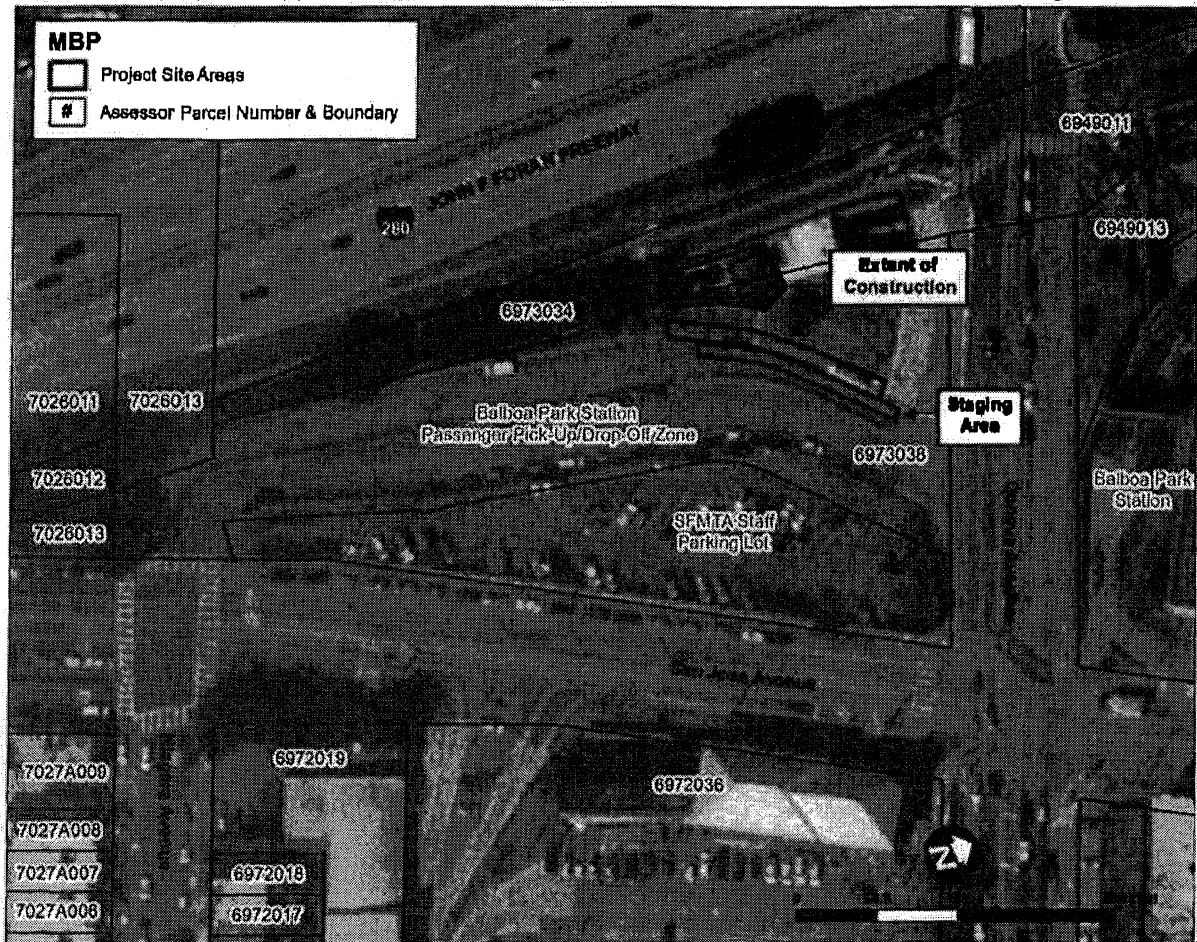 MBP
Project Site Areas
# Assessor Parcel Number & Boundary
JOHN F FORAN FREEWAY
280
6949011
6949013
Extent of
Construction
6973034
7026011
7026013
Balboa Park Station
Passenger Pick-Up/Drop-Off Zone
Staging
Area
6973038
7026012
Balboa Park
Station
SFMTA Staff
Parking Lot
7026013
San Jose Avenue
Geneva Avenue
7027A009
6972019
6972036
7027A008
7027A007
6972018
6972017
N